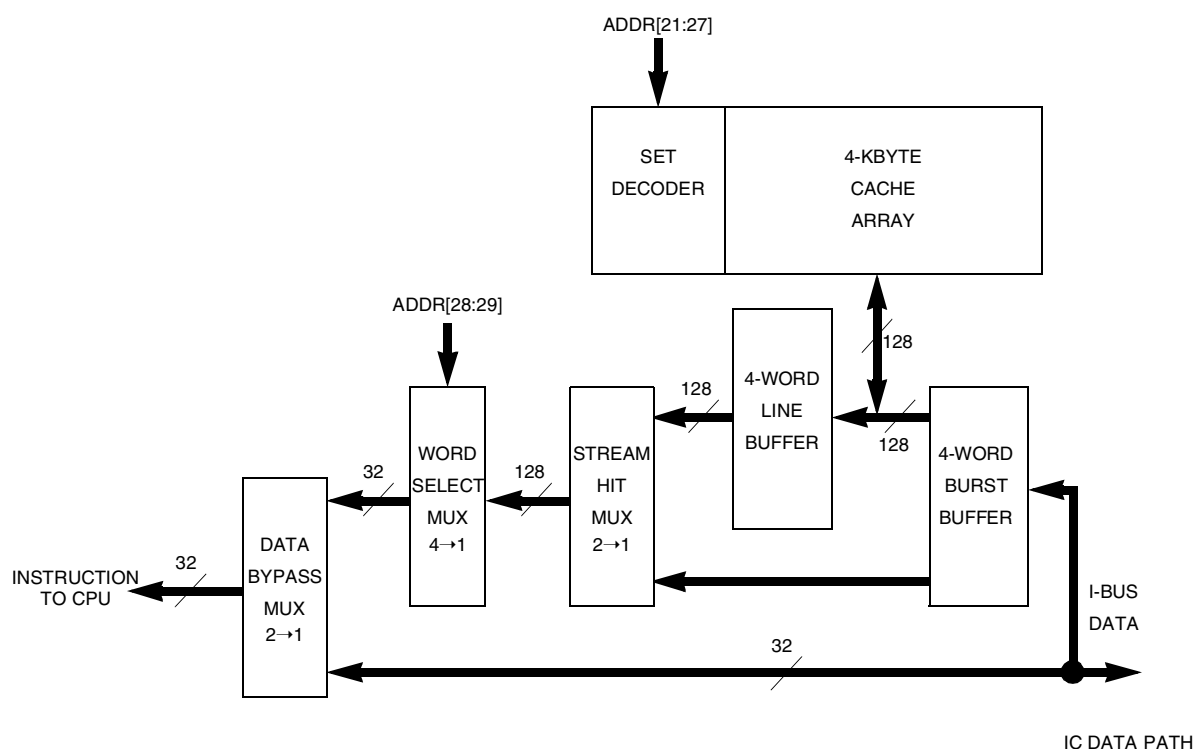 ADDR[21:27]
SET
DECODER
4-KBYTE
CACHE
ARRAY
128
ADDR[28:29]
4-WORD
LINE
BUFFER
128
128
4-WORD
BURST
BUFFER
STREAM
HIT
MUX
2→1
128
WORD
SELECT
MUX
4→1
32
DATA
BYPASS
MUX
2→1
32
INSTRUCTION
TO CPU
I-BUS
DATA
32
IC DATA PATH